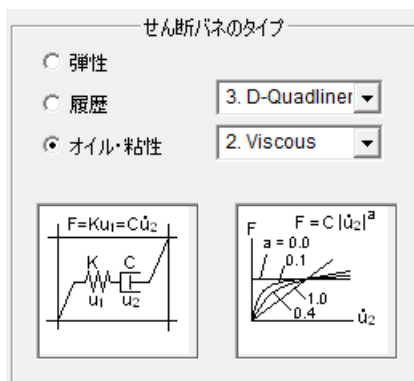 せん断バネのタイプ
弾性
履歴
3. D-Quadliner
オイル・粘性
2. Viscous
F=Ku₁=Cu̇₂
K
C
u₁
u₂
F
F=C|u̇₂|ᵃ
a = 0.0
0.1
1.0
0.4
u̇₂